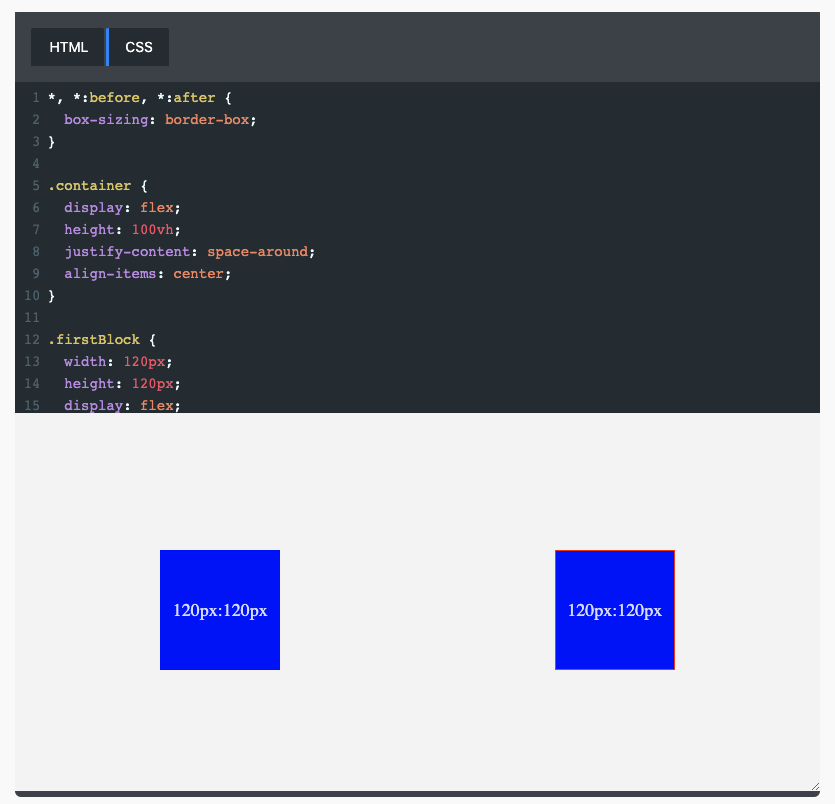 HTML CSS
1 *, *:before, *:after {
2   box-sizing: border-box;
3 }
4
5 .container {
6   display: flex;
7   height: 100vh;
8   justify-content: space-around;
9   align-items: center;
10 }
11
12 .firstBlock {
13   width: 120px;
14   height: 120px;
15   display: flex;
120px:120px 120px:120px